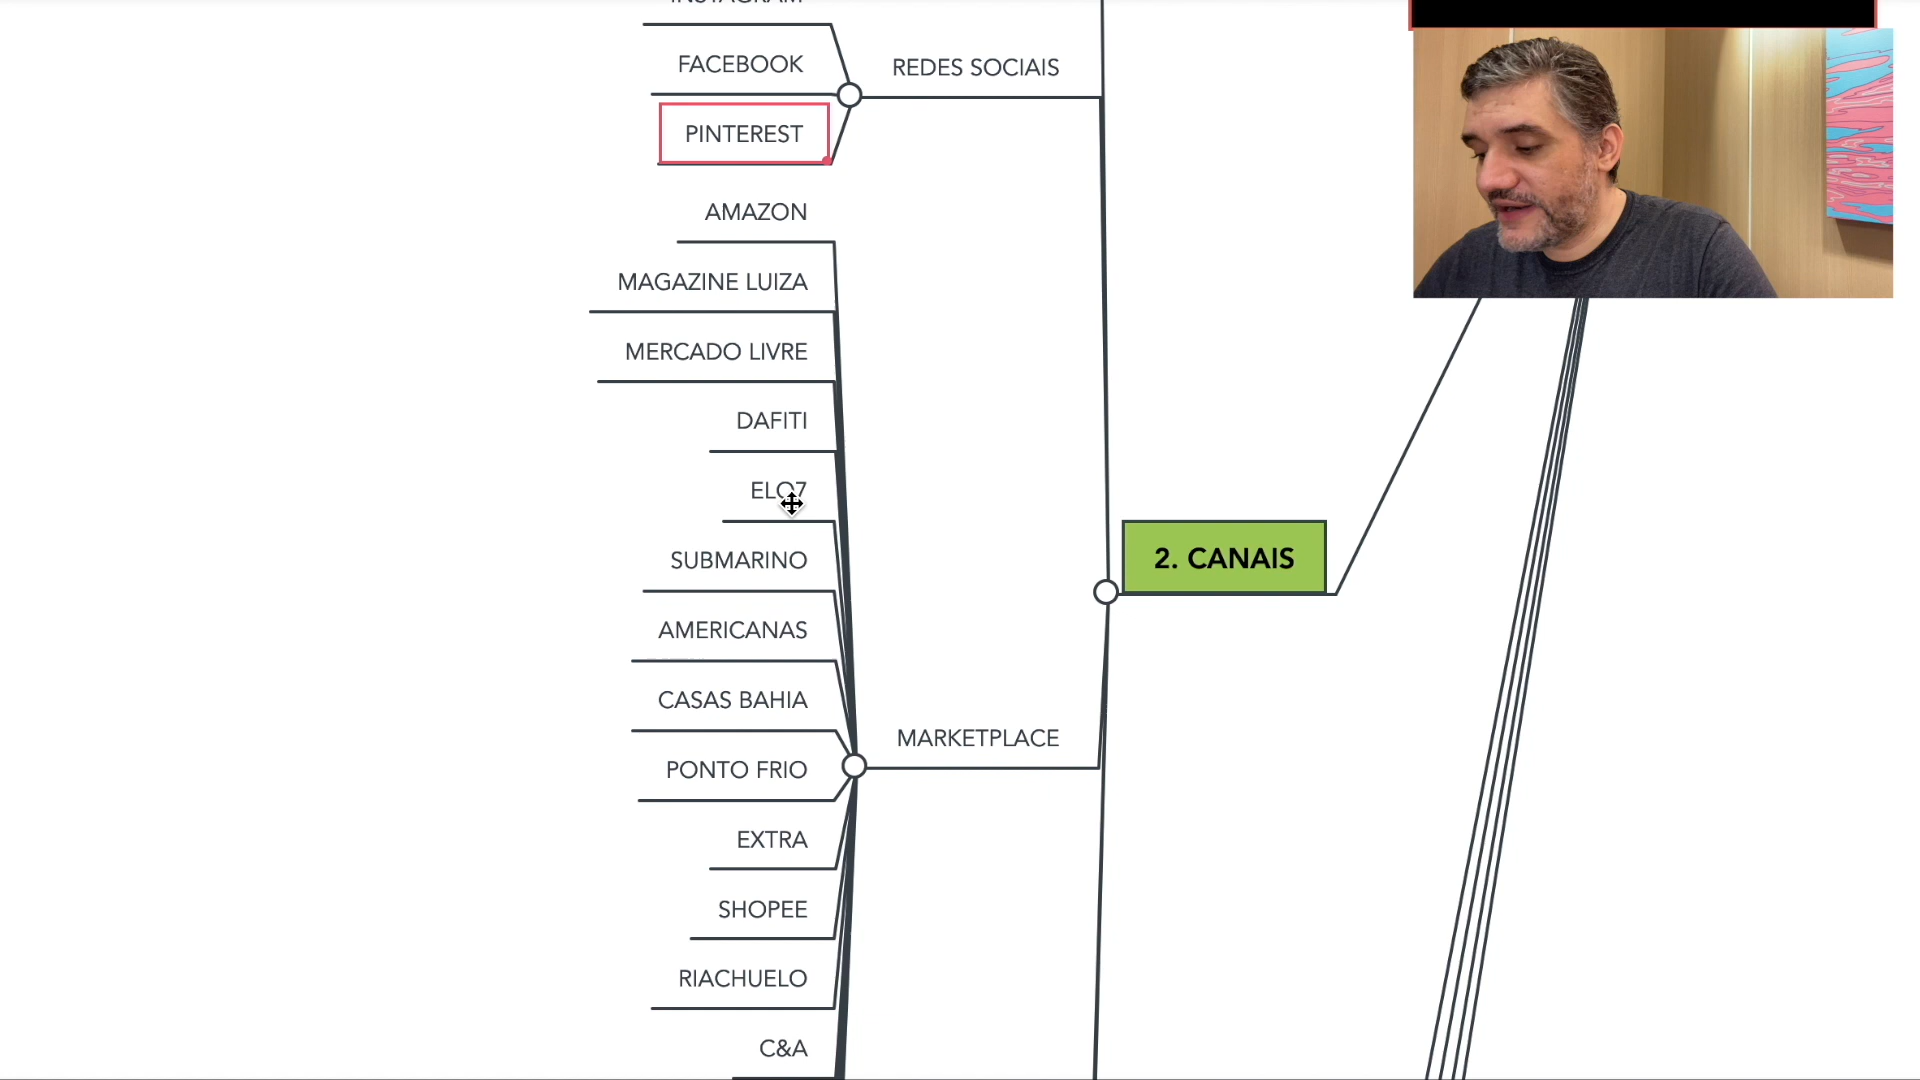 INSTAGRAM
FACEBOOK
REDES SOCIAIS
PINTEREST
AMAZON
MAGAZINE LUIZA
MERCADO LIVRE
DAFITI
ELO7
SUBMARINO
2. CANAIS
AMERICANAS
CASAS BAHIA
MARKETPLACE
PONTO FRIO
EXTRA
SHOPEE
RIACHUELO
C&A